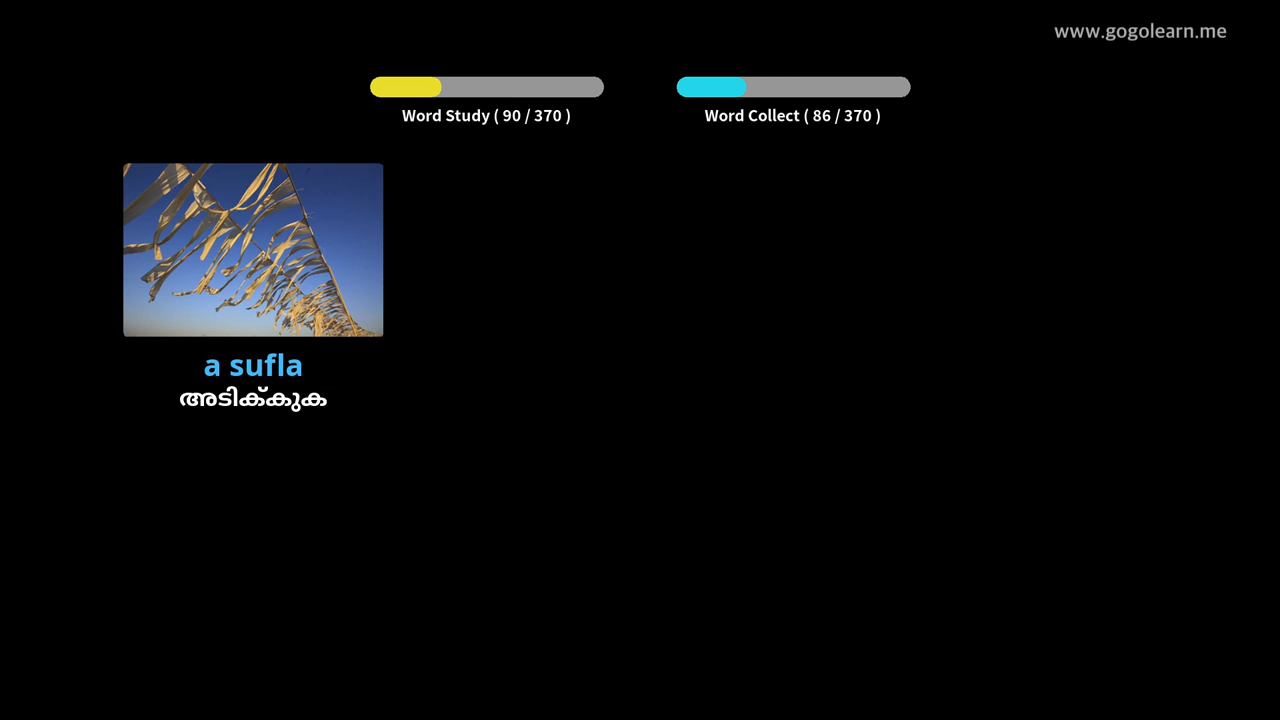 www.gogolearn.me
Word Study ( 90 / 370 )
Word Collect ( 86 / 370 )
a sufla
അടിക്കുക